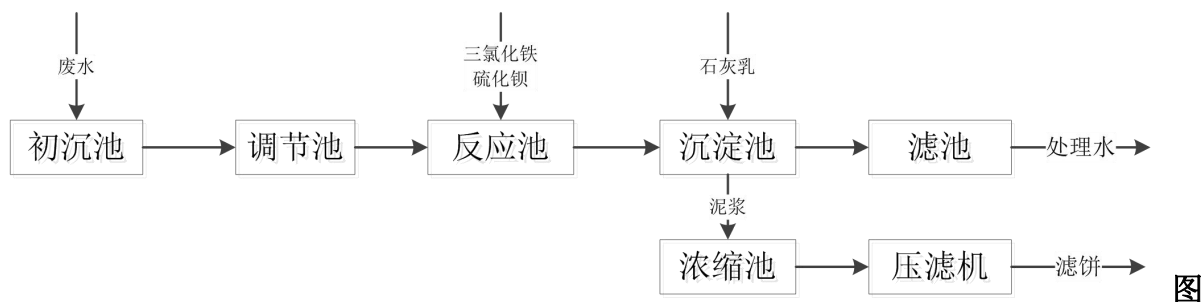 废水
三氯化铁
硫化钡
石灰乳
初沉池
调节池
反应池
沉淀池
滤池
处理水
泥浆
浓缩池
压滤机
滤饼
图